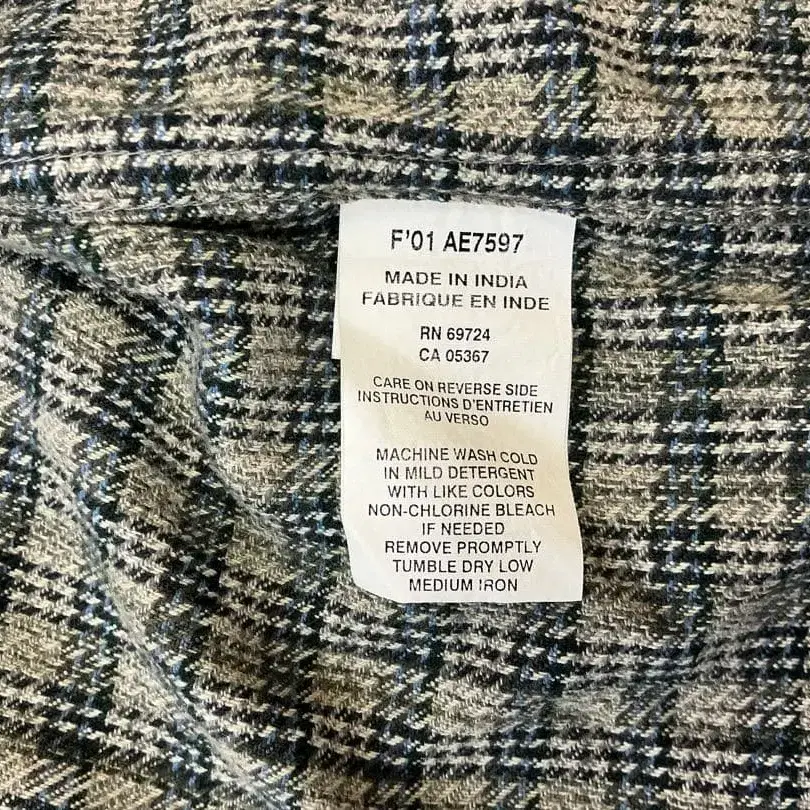 F'01 AE7597
MADE IN INDIA
FABRIQUE EN INDE
RN 69724
CA 05367
CARE ON REVERSE SIDE
INSTRUCTIONS D'ENTRETIEN
AU VERSO
MACHINE WASH COLD
IN MILD DETERGENT
WITH LIKE COLORS
NON-CHLORINE BLEACH
IF NEEDED
REMOVE PROMPTLY
TUMBLE DRY LOW
MEDIUM IRON